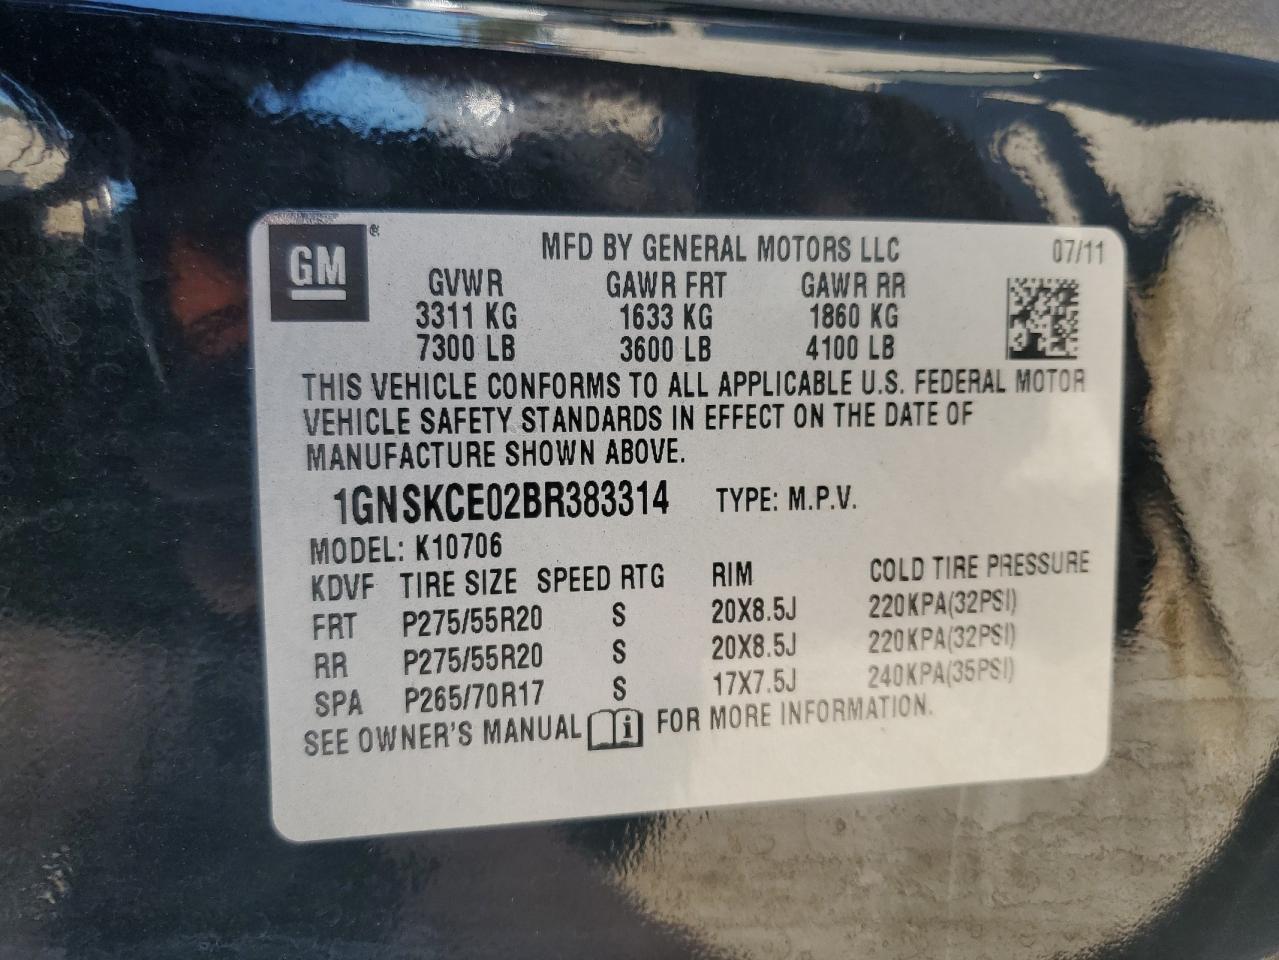 GM ® MFD BY GENERAL MOTORS LLC 07/11
GVWR GAWR FRT GAWR RR
3311 KG 1633 KG 1860 KG
7300 LB 3600 LB 4100 LB
THIS VEHICLE CONFORMS TO ALL APPLICABLE U.S. FEDERAL MOTOR
VEHICLE SAFETY STANDARDS IN EFFECT ON THE DATE OF
MANUFACTURE SHOWN ABOVE.
1GNSKCE02BR383314 TYPE: M.P.V.
MODEL: K10706
KDVF TIRE SIZE SPEED RTG RIM COLD TIRE PRESSURE
FRT P275/55R20 S 20X8.5J 220KPA(32PSI)
RR P275/55R20 S 20X8.5J 220KPA(32PSI)
SPA P265/70R17 S 17X7.5J 240KPA(35PSI)
SEE OWNER'S MANUAL i FOR MORE INFORMATION.